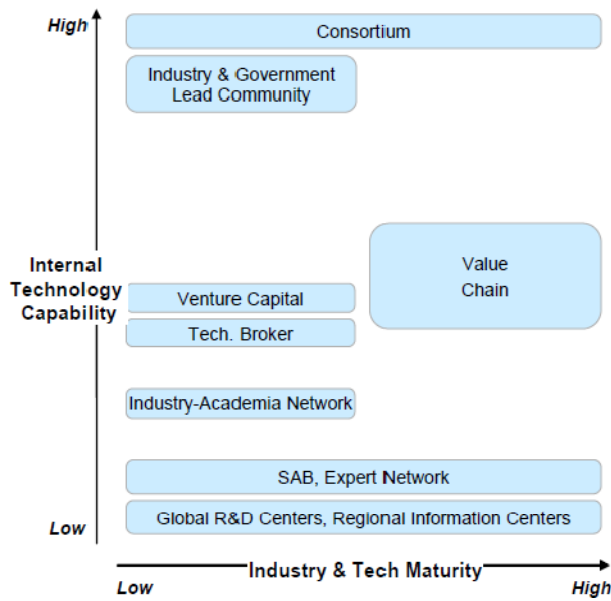 High
Consortium
Industry & Government
Lead Community
Internal
Technology
Capability
Value
Chain
Venture Capital
Tech. Broker
Industry-Academia Network
SAB, Expert Network
Global R&D Centers, Regional Information Centers
Low
Industry & Tech Maturity
Low
High